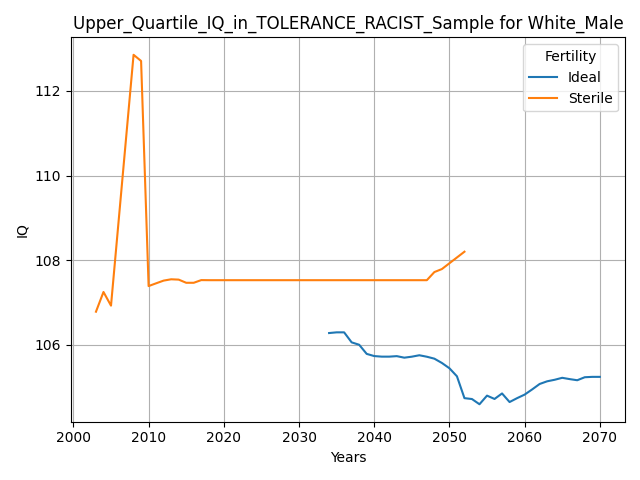 Upper_Quartile_IQ_in_TOLERANCE_RACIST_Sample for White_Male
Fertility
Ideal
Sterile
IQ
112
110
108
106
2000 2010 2020 2030 2040 2050 2060 2070
Years